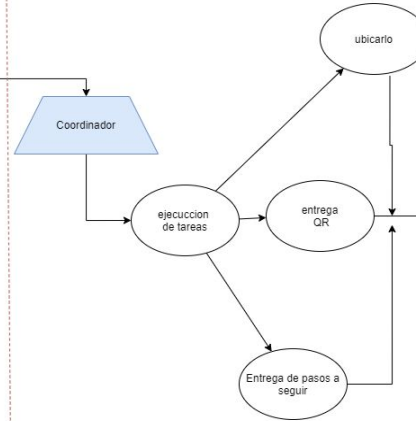 ubicarlo
Coordinador
ejecuccion
de tareas
entrega
QR
Entrega de pasos a
seguir